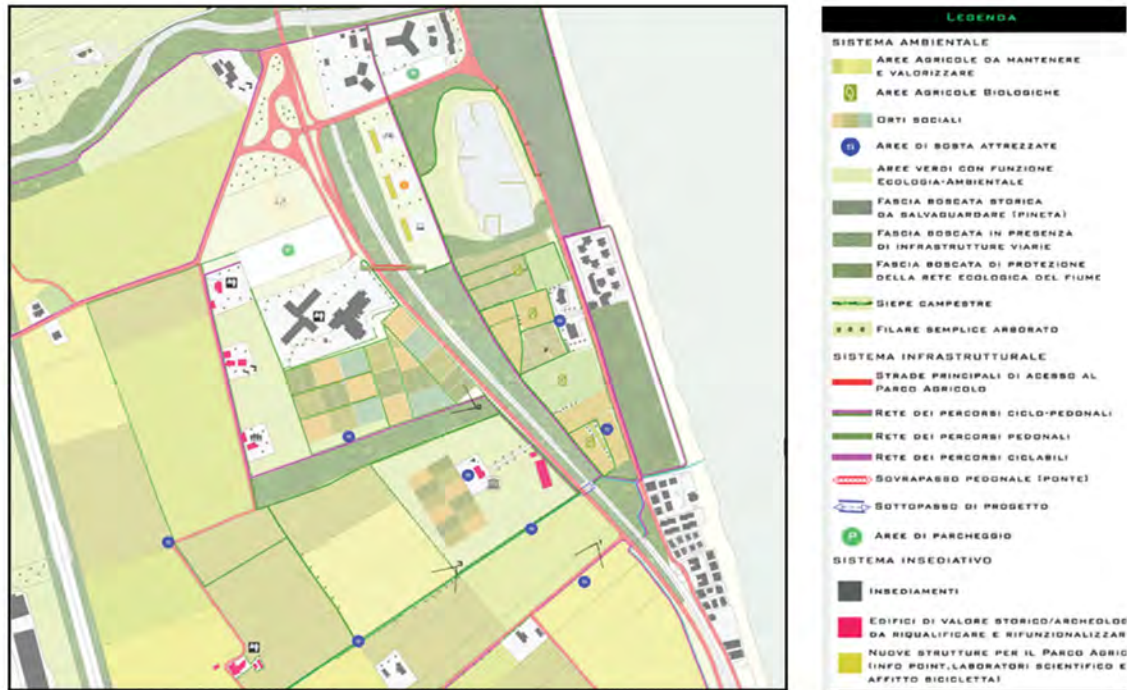 LEGENDA
SISTEMA AMBIENTALE
AREE AGRICOLE DA MANTENERE
E VALORIZZARE
AREE AGRICOLE BIOLOGICHE
ORTI SOCIALI
S
AREE DI SOSTA ATTREZZATE
AREE VERDI CON FUNZIONE
ECOLOGIA-AMBIENTALE
FASCIA BOSCATA STORICA
DA SALVAGUARDARE (PINETA)
FASCIA BOSCATA IN PRESENZA
DI INFRASTRUTTURE VIARIE
FASCIA BOSCATA DI PROTEZIONE
DELLA RETE ECOLOGICA DEL FIUME
SIEPE CAMPESTRE
FILARE SEMPLICE ARBORATO
SISTEMA INFRASTRUTTURALE
STRADE PRINCIPALI DI ACESSO AL
PARCO AGRICOLO
RETE DEI PERCORSI CICLO-PEDONALI
RETE DEI PERCORSI PEDONALI
RETE DEI PERCORSI CICLABILI
SOVRAPASSO PEDONALE (PONTE)
SOTTOPASSO DI PROGETTO
P
AREE DI PARCHEGGIO
SISTEMA INSEDIATIVO
INSEDIAMENTI
EDIFICI DI VALORE STORICO/ARCHEOLOG
DA RIQUALIFICARE E RIFUNZIONALIZZAR
NUOVE STRUTTURE PER IL PARCO AGRIC
(INFO POINT, LABORATORI SCIENTIFICO E
AFFITTO BICICLETTA)